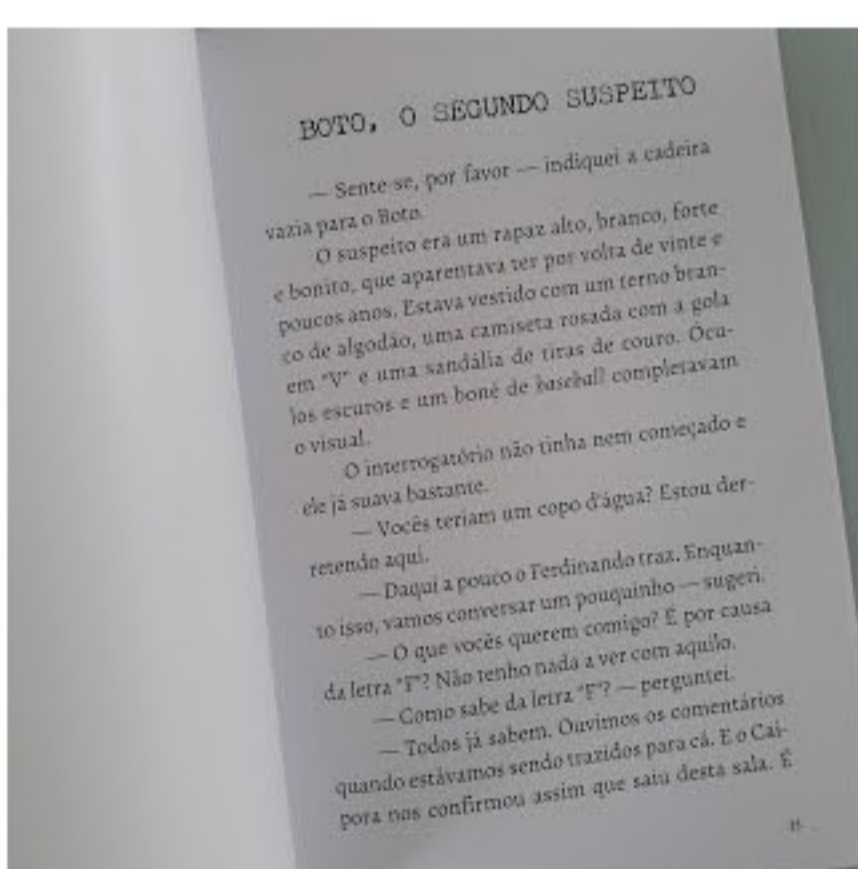 BOTO, O SEGUNDO SUSPEITO
— Sente-se, por favor — indiquei a cadeira
vazia para o Boto.
O suspeito era um rapaz alto, branco, forte
e bonito, que aparentava ter por volta de vinte e
poucos anos. Estava vestido com um terno bran-
co de algodão, uma camiseta rosada com a gola
em "V" e uma sandália de tiras de couro. Ócu-
los escuros e um boné de baseball completavam
o visual.
O interrogatório não tinha nem começado e
ele já suava bastante.
— Vocês teriam um copo d'água? Estou der-
retendo aqui.
— Daqui a pouco o Ferdinando traz. Enquan-
to isso, vamos conversar um pouquinho — sugeri.
— O que vocês querem comigo? É por causa
da letra "F"? Não tenho nada a ver com aquilo.
— Como sabe da letra "F"? — perguntei.
— Todos já sabem. Ouvimos os comentários
quando estávamos sendo trazidos para cá. E o Cai-
pora nos confirmou assim que saiu desta sala. É